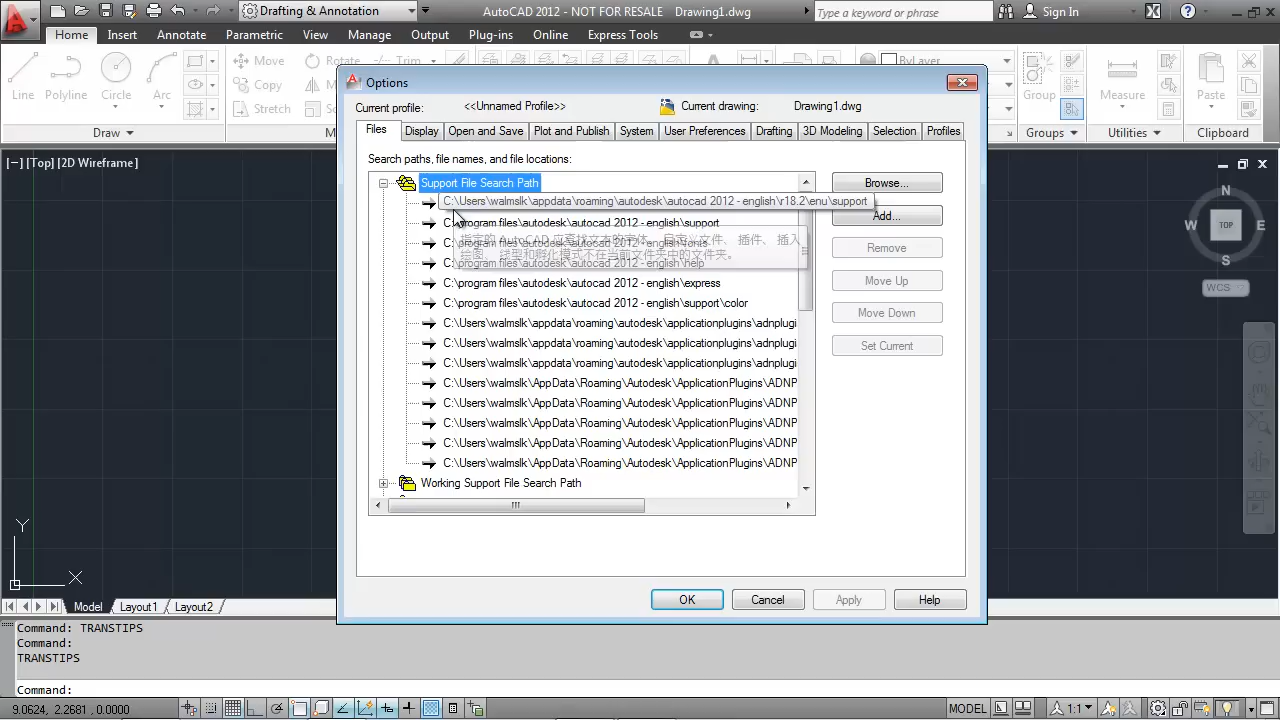 Drafting & Annotation
AutoCAD 2012 - NOT FOR RESALE Drawing1.dwg
Type a keyword or phrase
Sign In
Home Insert Annotate Parametric View Manage Output Plug-ins Online Express Tools
Line
Polyline
Circle
Arc
Move
Copy
Stretch
Rotate
Trim
ByLayer
Group
Measure
Paste
Draw
Groups
Utilities
Clipboard
[−] [Top] [2D Wireframe]
Options
Current profile:
<<Unnamed Profile>>
Current drawing:
Drawing1.dwg
Files Display Open and Save Plot and Publish System User Preferences Drafting 3D Modeling Selection Profiles
Search paths, file names, and file locations:
Support File Search Path
C:\Users\walmslk\appdata\roaming\autodesk\autocad 2012 - english\r18.2\enu\support
C:\program files\autodesk\autocad 2012 - english\support
C:\program files\autodesk\autocad 2012 - english\fonts
C:\program files\autodesk\autocad 2012 - english\help
C:\program files\autodesk\autocad 2012 - english\express
C:\program files\autodesk\autocad 2012 - english\support\color
C:\Users\walmslk\appdata\roaming\autodesk\applicationplugins\adnplugi
C:\Users\walmslk\appdata\roaming\autodesk\applicationplugins\adnplugi
C:\Users\walmslk\appdata\roaming\autodesk\applicationplugins\adnplugi
C:\Users\walmslk\AppData\Roaming\Autodesk\ApplicationPlugins\ADNP
C:\Users\walmslk\AppData\Roaming\Autodesk\ApplicationPlugins\ADNP
C:\Users\walmslk\AppData\Roaming\Autodesk\ApplicationPlugins\ADNP
C:\Users\walmslk\AppData\Roaming\Autodesk\ApplicationPlugins\ADNP
C:\Users\walmslk\AppData\Roaming\Autodesk\ApplicationPlugins\ADNP
Working Support File Search Path
Browse...
Add...
Remove
Move Up
Move Down
Set Current
OK
Cancel
Apply
Help
N
W
TOP
E
S
WCS
Y
X
Model Layout1 Layout2
Command: TRANSTIPS
Command:
TRANSTIPS
Command:
9.0624, 2.2681, 0.0000
MODEL
1:1